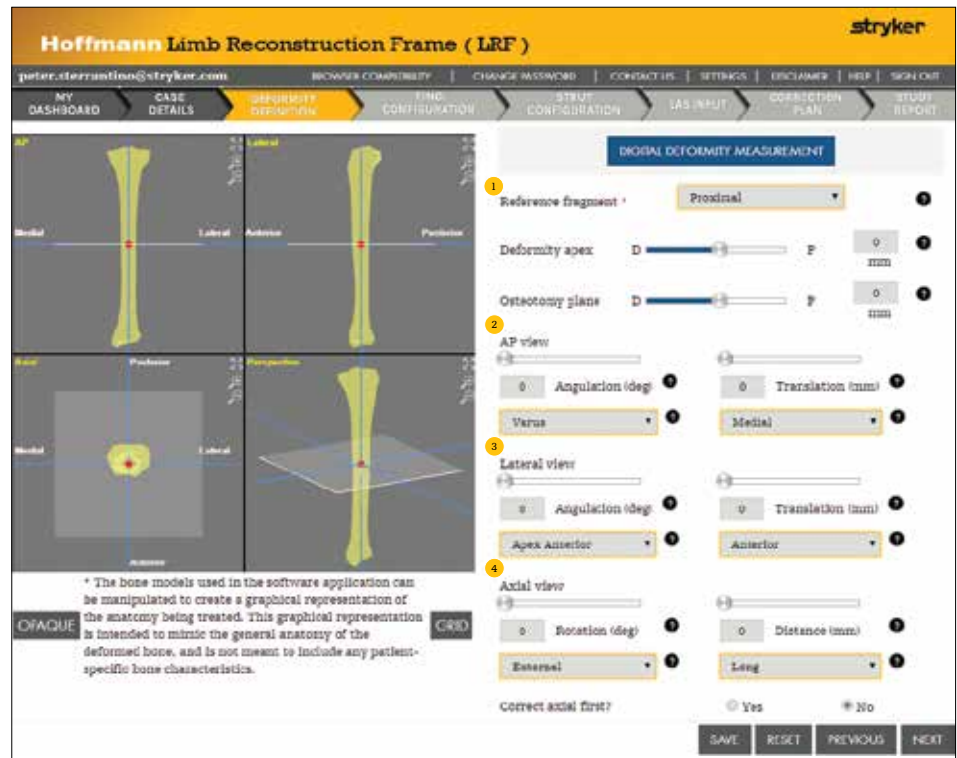 stryker
Hoffmann Limb Reconstruction Frame ( LRF )
peter.sterrantino@stryker.com BROWSER COMPATIBILITY | CHANGE PASSWORD | CONTACT US | SETTINGS | DISCLAIMER | HELP | SIGN OUT
MY DASHBOARD
CASE DETAILS
DEFORMITY DEFINITION
RING CONFIGURATION
STRUT CONFIGURATION
LAS INPUT
CORRECTION PLAN
STUDY REPORT
AP
Medial Lateral
Lateral
Anterior Posterior
Axial
Posterior
Medial Lateral
Anterior
Perspective
* The bone models used in the software application can
be manipulated to create a graphical representation of
the anatomy being treated. This graphical representation
is intended to mimic the general anatomy of the
deformed bone, and is not meant to include any patient-
specific bone characteristics.
OPAQUE
GRID
DIGITAL DEFORMITY MEASUREMENT
1
Reference fragment * Proximal ?
Deformity apex D P 0 ?
mm
Osteotomy plane D P 0 ?
mm
2
AP view
0 Angulation (deg) ? 0 Translation (mm) ?
Varus ? Medial ?
3
Lateral view
0 Angulation (deg) ? 0 Translation (mm) ?
Apex Anterior ? Anterior ?
4
Axial view
0 Rotation (deg) ? 0 Distance (mm) ?
External ? Long ?
Correct axial first? Yes No
SAVE RESET PREVIOUS NEXT